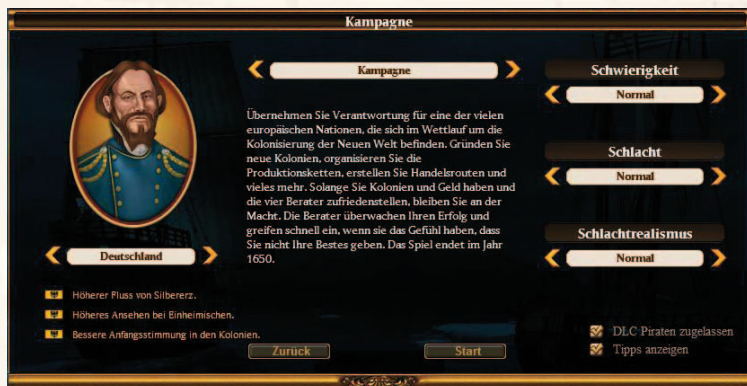 Kampagne
Kampagne
Übernehmen Sie Verantwortung für eine der vielen
europäischen Nationen, die sich im Wettlauf um die
Kolonisierung der Neuen Welt befinden. Gründen Sie
neue Kolonien, organisieren Sie die
Produktionsketten, erstellen Sie Handelsrouten und
vieles mehr. Solange Sie Kolonien und Geld haben und
die vier Berater zufriedenstellen, bleiben Sie an der
Macht. Die Berater überwachen Ihren Erfolg und
greifen schnell ein, wenn sie das Gefühl haben, dass
Sie nicht Ihre Bestes geben. Das Spiel endet im Jahr
1650.
Deutschland
Höherer Fluss von Silbererz.
Höheres Ansehen bei Einheimischen.
Bessere Anfangsstimmung in den Kolonien.
Schwierigkeit
Normal
Schlacht
Normal
Schlachtrealismus
Normal
DLC Piraten zugelassen
Tipps anzeigen
Zurück
Start